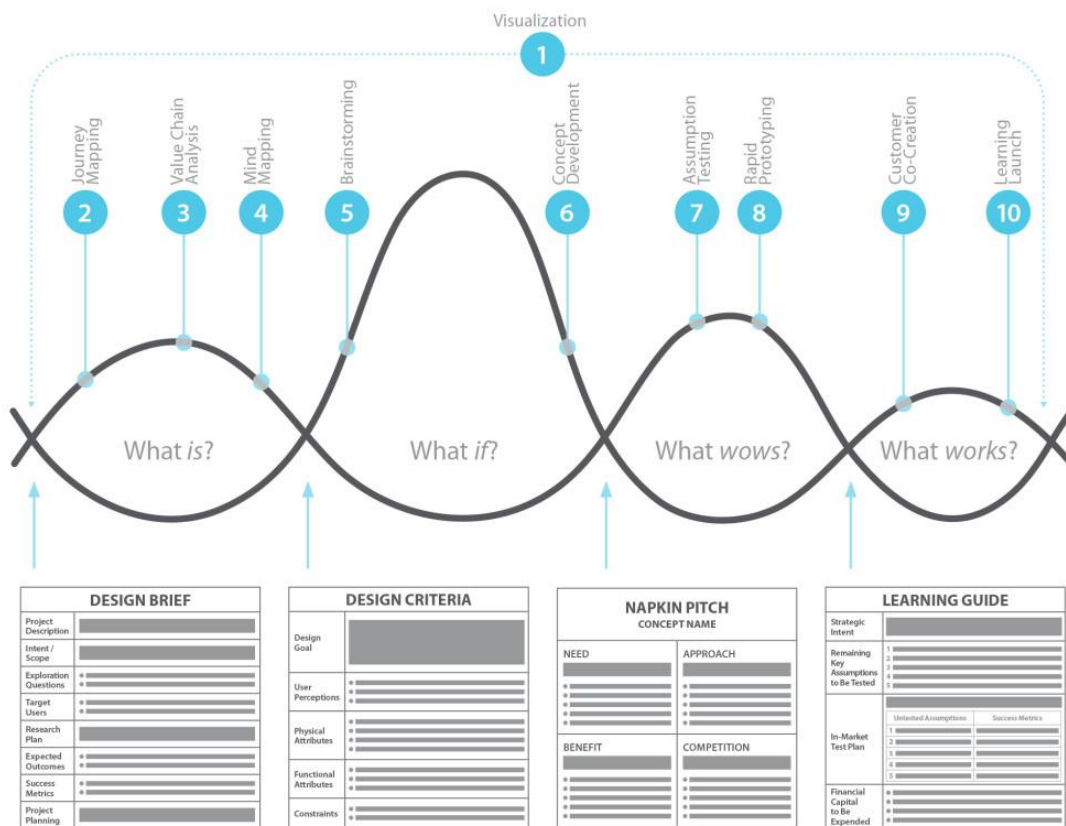 Visualization
1
Journey
Mapping
2
Value Chain
Analysis
3
Mind
Mapping
4
Brainstorming
5
Concept
Development
6
Assumption
Testing
7
Rapid
Prototyping
8
Customer
Co-Creation
9
Learning
Launch
10
What is?
What if?
What wows?
What works?
DESIGN BRIEF
Project
Description
Intent /
Scope
Exploration
Questions
Target
Users
Research
Plan
Expected
Outcomes
Success
Metrics
Project
Planning
DESIGN CRITERIA
Design
Goal
User
Perceptions
Physical
Attributes
Functional
Attributes
Constraints
NAPKIN PITCH
CONCEPT NAME
NEED
APPROACH
BENEFIT
COMPETITION
LEARNING GUIDE
Strategic
Intent
Remaining
Key
Assumptions
to Be Tested
1
2
3
4
5
In-Market
Test Plan
Untested Assumptions
Success Metrics
1
2
3
4
5
Financial
Capital
to Be
Expended